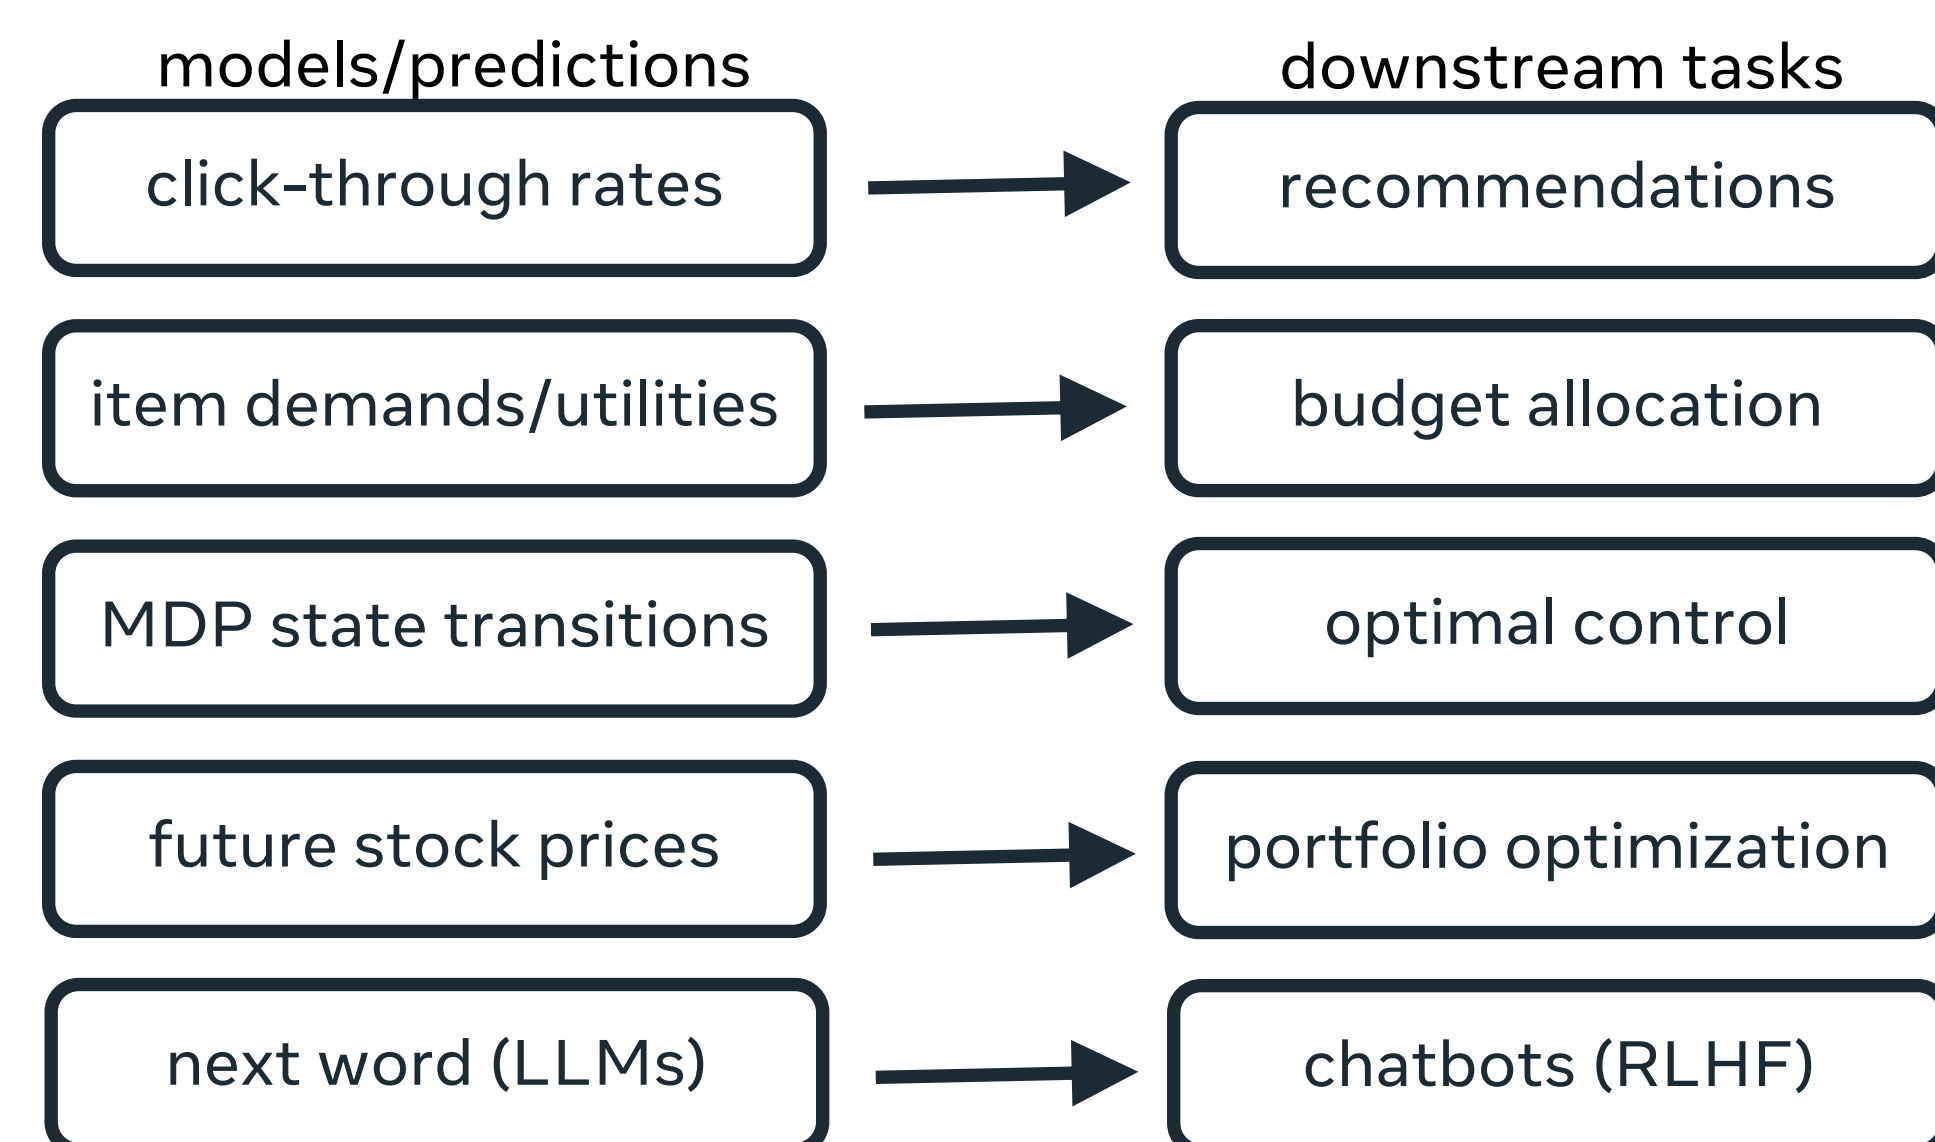 models/predictions
downstream tasks
click-through rates
recommendations
item demands/utilities
budget allocation
MDP state transitions
optimal control
future stock prices
portfolio optimization
next word (LLMs)
chatbots (RLHF)